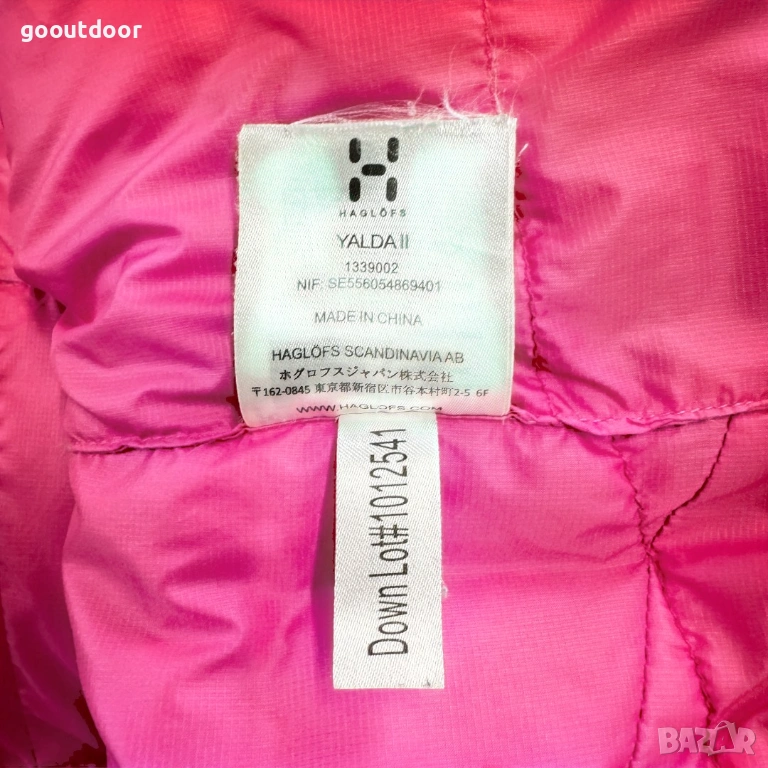 gooutdoor
HAGLÖFS
YALDA II
1339002
NIF: SE556054869401
MADE IN CHINA
HAGLÖFS SCANDINAVIA AB
ホグロフスジャパン株式会社
〒162-0845 東京都新宿区市谷本村町2-5 6F
WWW.HAGLOFS.COM
Down Lot#1012541
BAZAR